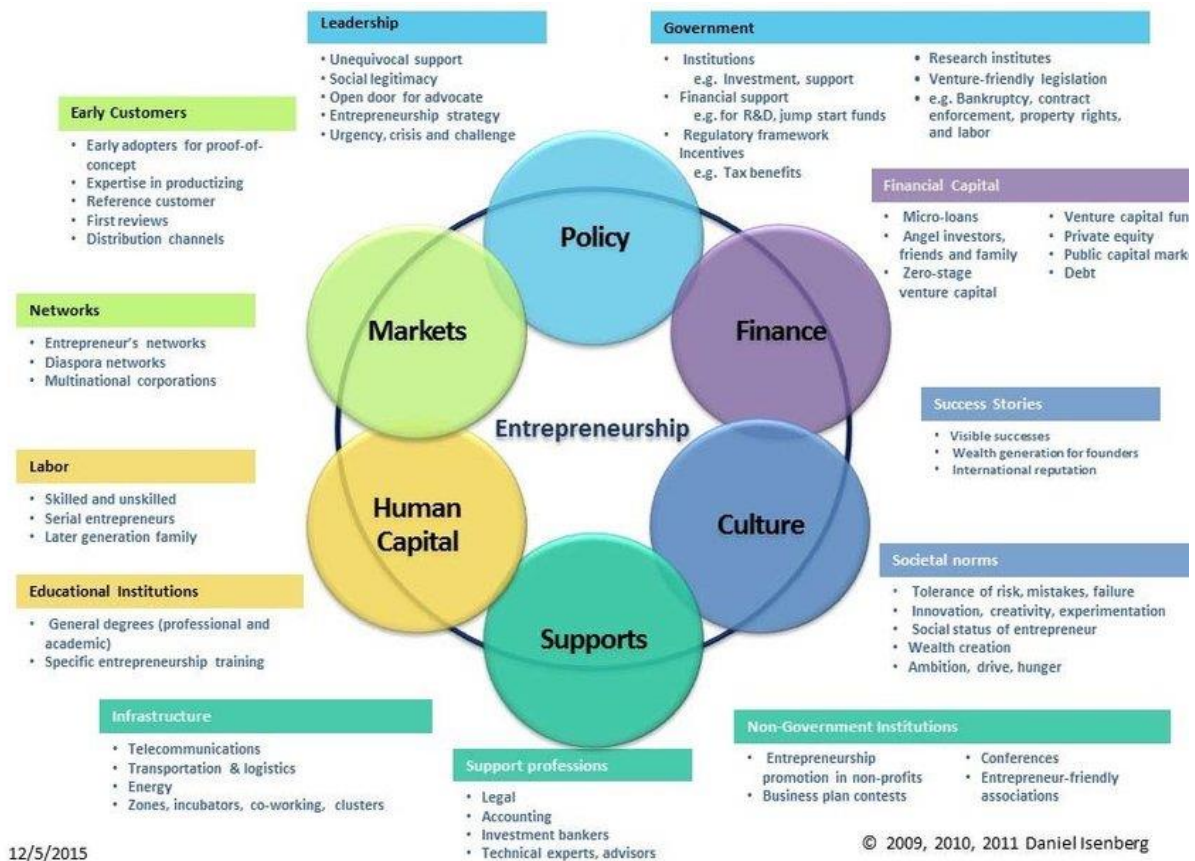 Leadership
• Unequivocal support
• Social legitimacy
• Open door for advocate
• Entrepreneurship strategy
• Urgency, crisis and challenge
Government
• Institutions
e.g. Investment, support
• Financial support
e.g. for R&D, jump start funds
• Regulatory framework
Incentives
e.g. Tax benefits
• Research institutes
• Venture-friendly legislation
• e.g. Bankruptcy, contract
enforcement, property rights,
and labor
Early Customers
• Early adopters for proof-of-
concept
• Expertise in productizing
• Reference customer
• First reviews
• Distribution channels
Financial Capital
• Micro-loans
• Angel investors,
friends and family
• Zero-stage
venture capital
• Venture capital fun
• Private equity
• Public capital mark
• Debt
Policy
Markets
Finance
Networks
• Entrepreneur's networks
• Diaspora networks
• Multinational corporations
Entrepreneurship
Success Stories
• Visible successes
• Wealth generation for founders
• International reputation
Labor
• Skilled and unskilled
• Serial entrepreneurs
• Later generation family
Human
Capital
Culture
Societal norms
• Tolerance of risk, mistakes, failure
• Innovation, creativity, experimentation
• Social status of entrepreneur
• Wealth creation
• Ambition, drive, hunger
Educational Institutions
• General degrees (professional and
academic)
• Specific entrepreneurship training
Supports
Infrastructure
• Telecommunications
• Transportation & logistics
• Energy
• Zones, incubators, co-working, clusters
Support professions
• Legal
• Accounting
• Investment bankers
• Technical experts, advisors
Non-Government Institutions
• Entrepreneurship
promotion in non-profits
• Business plan contests
• Conferences
• Entrepreneur-friendly
associations
12/5/2015
© 2009, 2010, 2011 Daniel Isenberg